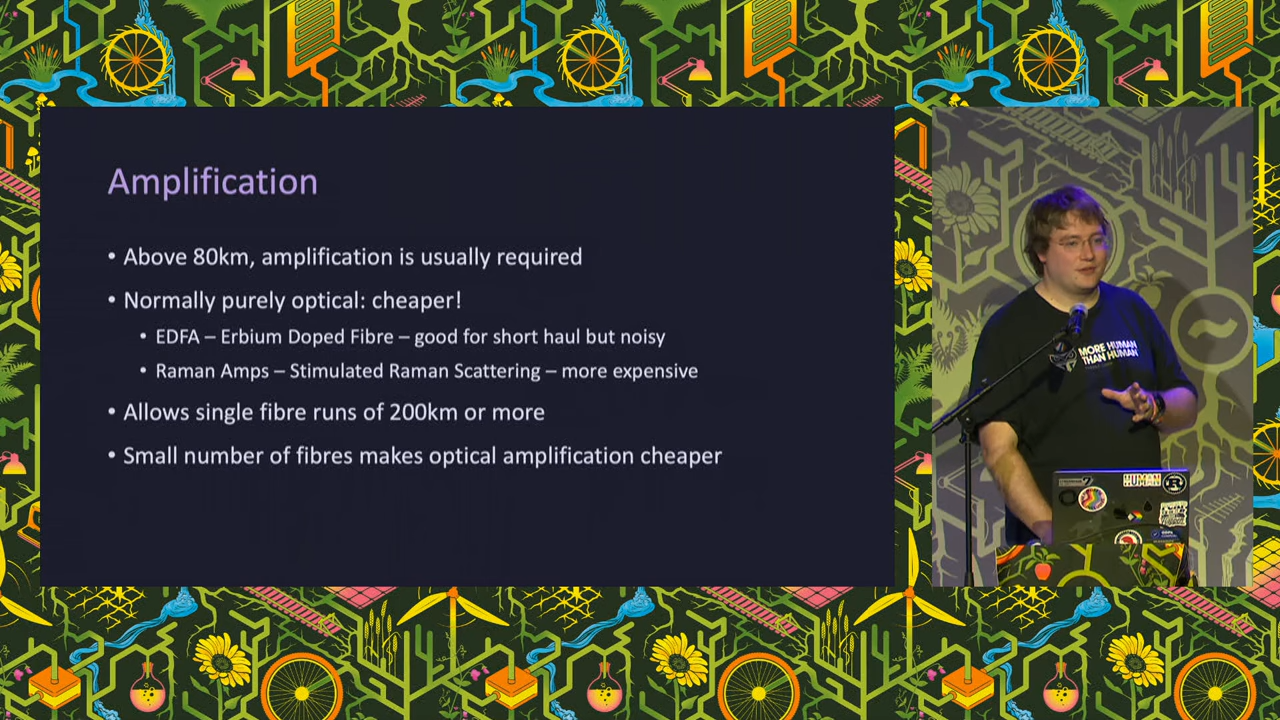 Amplification
• Above 80km, amplification is usually required
• Normally purely optical: cheaper!
• EDFA – Erbium Doped Fibre – good for short haul but noisy
• Raman Amps – Stimulated Raman Scattering – more expensive
• Allows single fibre runs of 200km or more
• Small number of fibres makes optical amplification cheaper
MORE HUMAN
THAN HUMAN
HUMAN
R